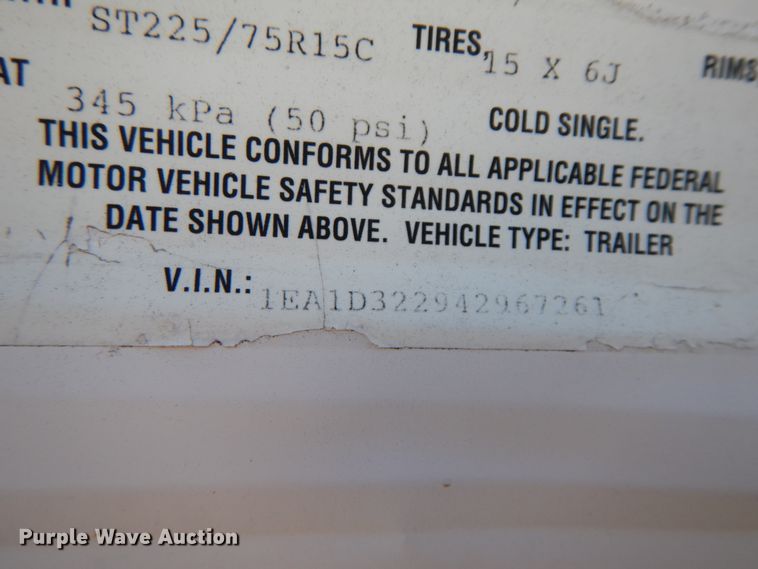 ST225/75R15C TIRES, 15 X 6J RIMS
AT 345 kPa (50 psi) COLD SINGLE.
THIS VEHICLE CONFORMS TO ALL APPLICABLE FEDERAL
MOTOR VEHICLE SAFETY STANDARDS IN EFFECT ON THE
DATE SHOWN ABOVE. VEHICLE TYPE: TRAILER
V.I.N.: 1EA1D322942967261
Purple Wave Auction